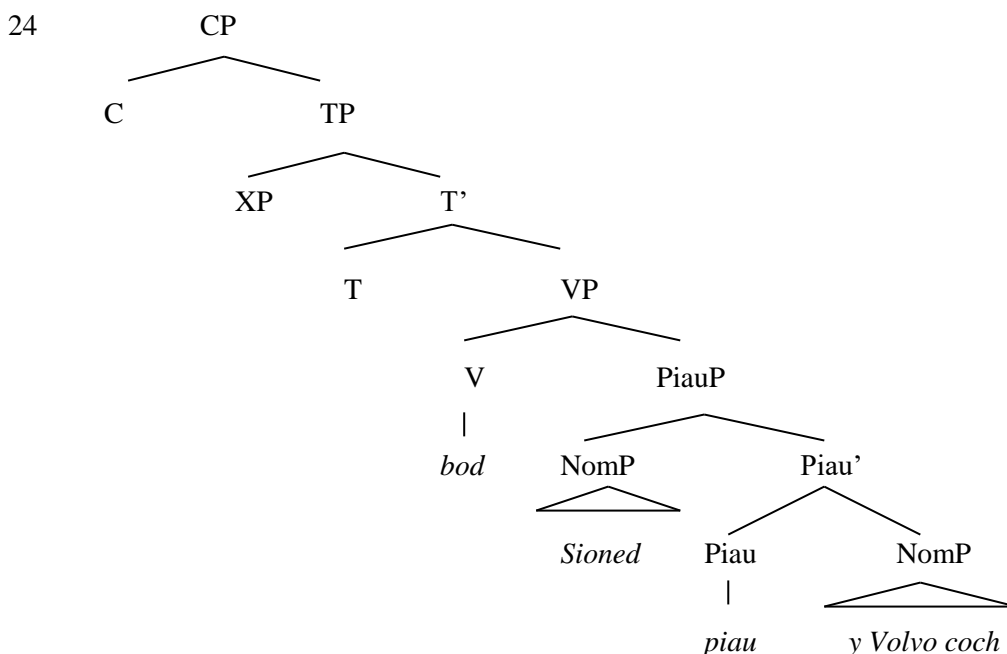 24 CP
C TP
XP T’
T VP
V PiauP
bod NomP Piau’
Sioned Piau NomP
piau y Volvo coch